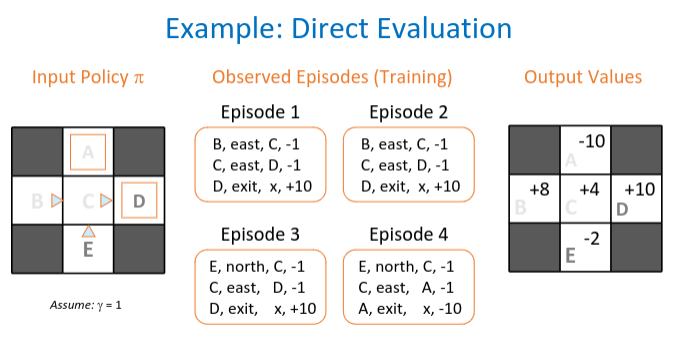 Example: Direct Evaluation
Input Policy π
Observed Episodes (Training)
Output Values
A
B
C
D
E
Assume: γ = 1
Episode 1
B, east, C, -1
C, east, D, -1
D, exit, x, +10
Episode 2
B, east, C, -1
C, east, D, -1
D, exit, x, +10
Episode 3
E, north, C, -1
C, east, D, -1
D, exit, x, +10
Episode 4
E, north, C, -1
C, east, A, -1
A, exit, x, -10
-10
A
+8
B
+4
C
+10
D
-2
E